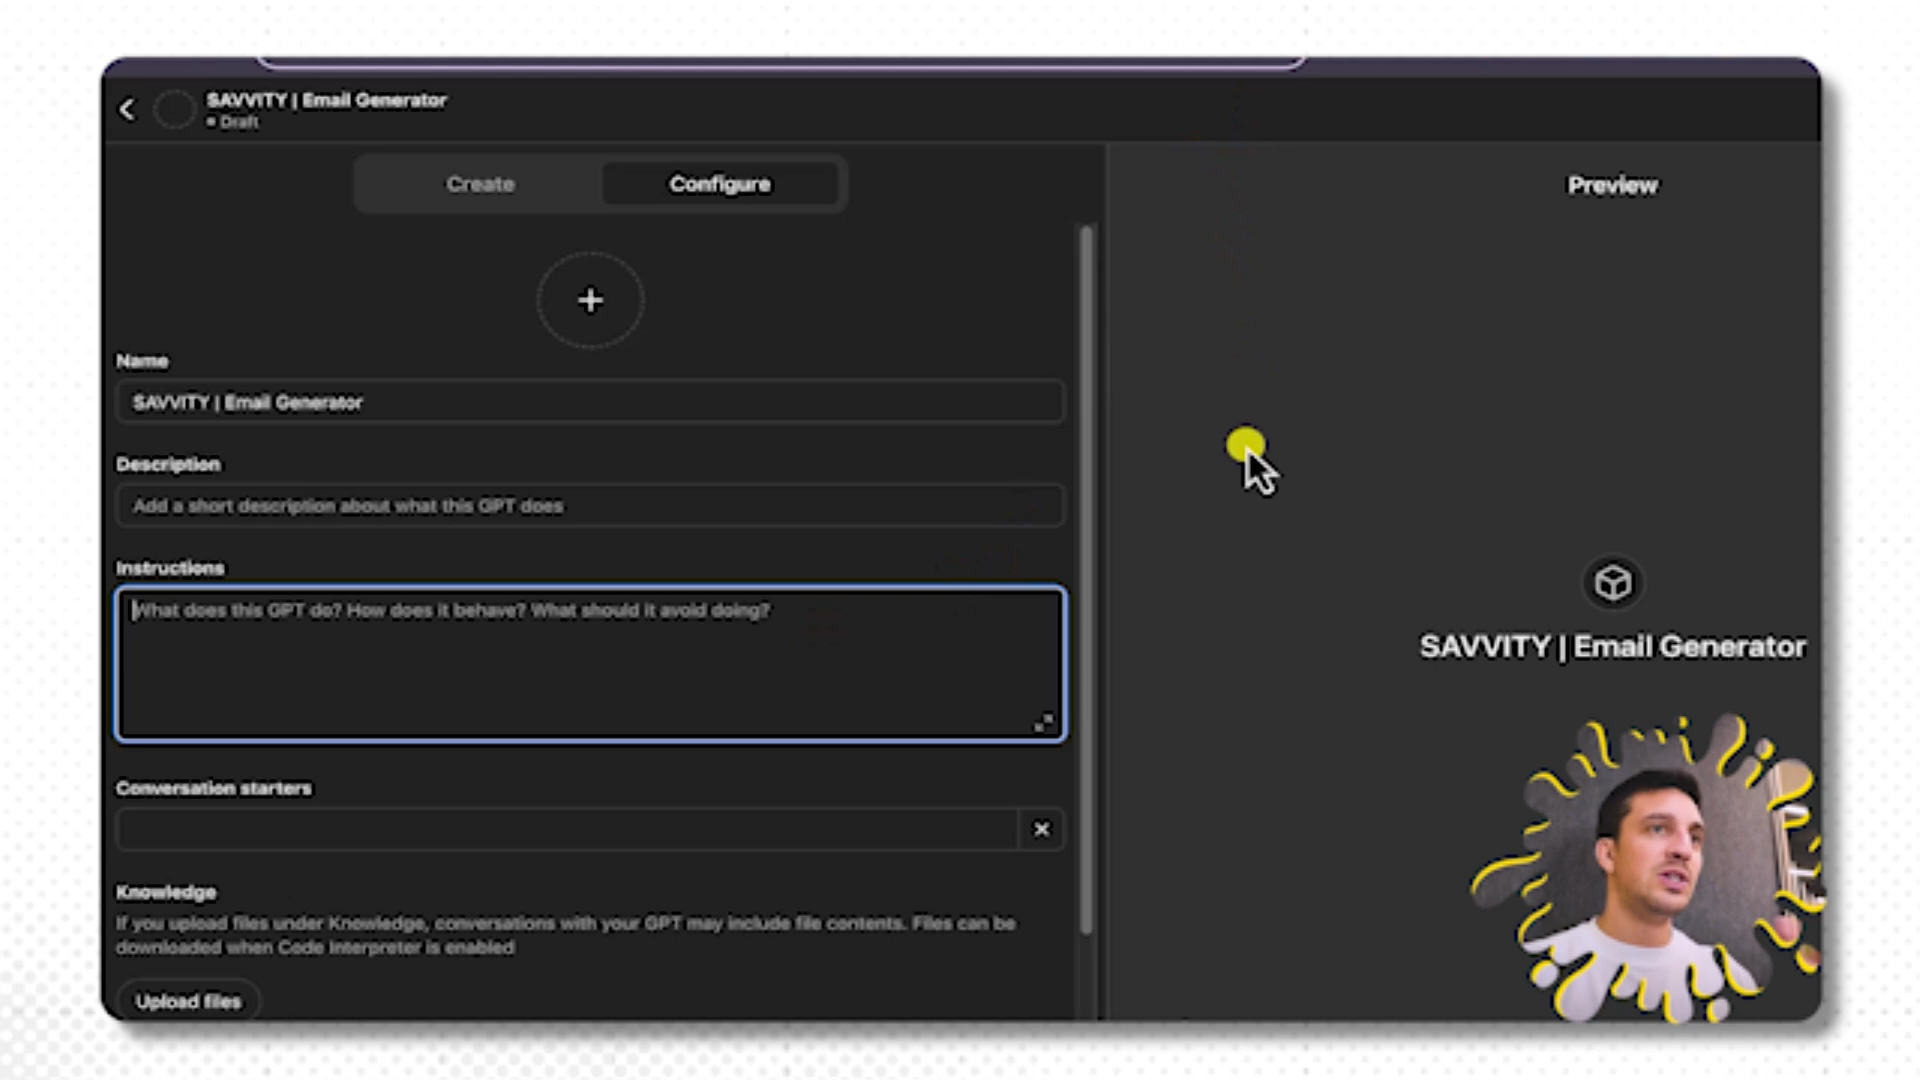 SAVVITY | Email Generator
Draft
Create
Configure
Preview
Name
SAVVITY | Email Generator
Description
Add a short description about what this GPT does
Instructions
What does this GPT do? How does it behave? What should it avoid doing?
SAVVITY | Email Generator
Conversation starters
Knowledge
If you upload files under Knowledge, conversations with your GPT may include file contents. Files can be
downloaded when Code Interpreter is enabled
Upload files